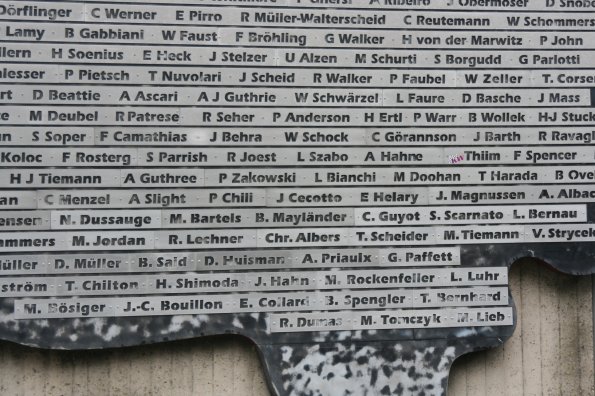 Dörflinger C Werner E Pirro R Müller-Walterscheid C Reutemann W Schommers
Lamy B Gabbiani W Faust F Bröhling G Walker H von der Marwitz P John
H Soenius E Heck J Stelzer U Alzen M Schurti S Borgudd G Parlotti
P Pietsch T Nuvolari J Scheid R Walker P Faubel W Zeller T Corser
D Beattie A Ascari A J Guthrie W Schwärzel L Faure D Basche J Mass
M Deubel R Patrese R Seher P Anderson H Ertl P Warr B Wollek H-J Stuck
S Soper F Camathias J Behra W Schock C Görannson J Barth R Ravagl
Koloc F Rosterg S Parrish R Joest L Szabo A Hahne Thiim F Spencer
H J Tiemann A Guthree P Zakowski L Bianchi M Doohan T Harada B Ove
C Menzel A Slight P Chili J Cecotto E Helary J. Magnussen A. Albac
N. Dussauge M. Bartels B. Mayländer C. Guyot S. Scarnato L. Bernau
ammers M. Jordan R. Lechner Chr. Albers T. Scheider M. Tiemann V. Stryce
üller D. Müller B. Said D. Huisman A. Priaulx G. Paffett
ström T. Chilton H. Shimoda J. Hahn M. Rockenfeller L. Luhr
M. Bösiger J.-C. Bouillon E. Collard B. Spengler T. Bernhard
R. Dumas M. Tomczyk M. Lieb